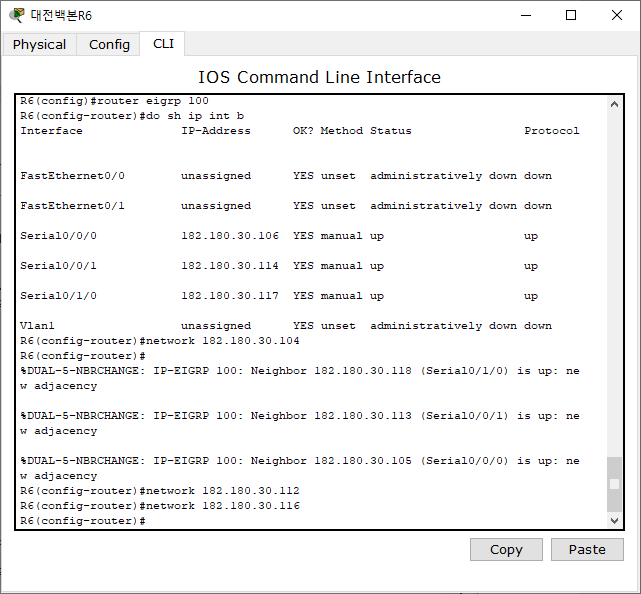 대전백본R6
Physical Config CLI
IOS Command Line Interface
R6(config)#router eigrp 100
R6(config-router)#do sh ip int b
Interface IP-Address OK? Method Status Protocol
FastEthernet0/0 unassigned YES unset administratively down down
FastEthernet0/1 unassigned YES unset administratively down down
Serial0/0/0 182.180.30.106 YES manual up up
Serial0/0/1 182.180.30.114 YES manual up up
Serial0/1/0 182.180.30.117 YES manual up up
Vlan1 unassigned YES unset administratively down down
R6(config-router)#network 182.180.30.104
R6(config-router)#
%DUAL-5-NBRCHANGE: IP-EIGRP 100: Neighbor 182.180.30.118 (Serial0/1/0) is up: ne
w adjacency
%DUAL-5-NBRCHANGE: IP-EIGRP 100: Neighbor 182.180.30.113 (Serial0/0/1) is up: ne
w adjacency
%DUAL-5-NBRCHANGE: IP-EIGRP 100: Neighbor 182.180.30.105 (Serial0/0/0) is up: ne
w adjacency
R6(config-router)#network 182.180.30.112
R6(config-router)#network 182.180.30.116
R6(config-router)#
Copy Paste